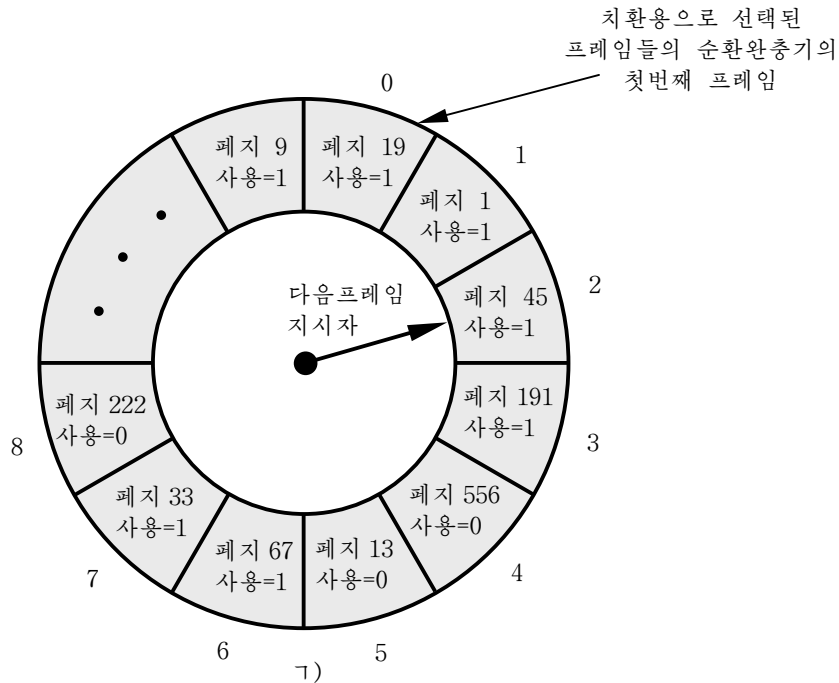 치환용으로 선택된
프레임들의 순환완충기의
첫번째 프레임
0
페지 9
사용=1
페지 19
사용=1
1
페지 1
사용=1
2
페지 45
사용=1
다음프레임
지시자
페지 191
사용=1
3
페지 222
사용=0
8
페지 556
사용=0
4
페지 33
사용=1
7
페지 67
사용=1
6
페지 13
사용=0
5
ㄱ)